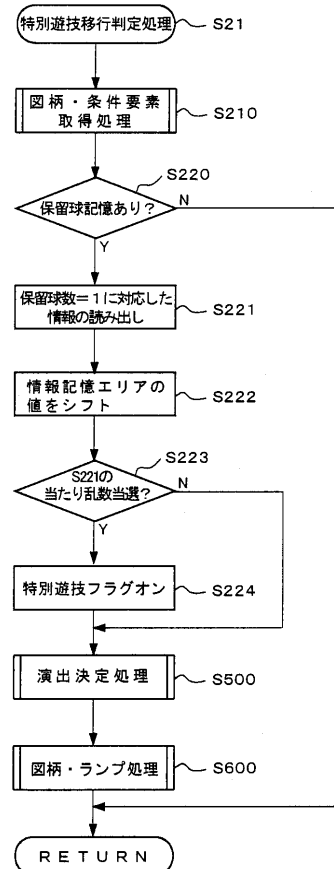 特別遊技移行判定処理 S21
図柄・条件要素
取得処理 S210
S220
保留球記憶あり？ N
Y
保留球数＝１に対応した
情報の読み出し S221
情報記憶エリアの
値をシフト S222
S223
S221の
当たり乱数当選？ N
Y
特別遊技フラグオン S224
演出決定処理 S500
図柄・ランプ処理 S600
RETURN